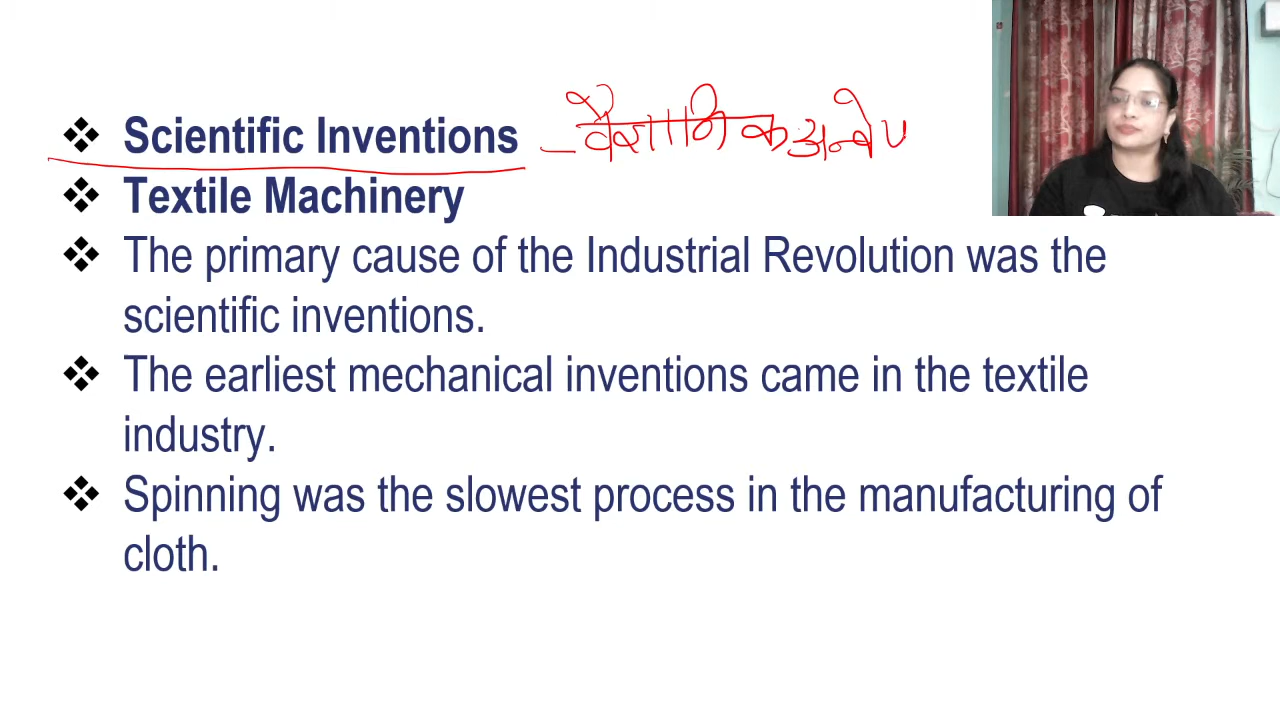 Scientific Inventions - वैज्ञानिक
Textile Machinery
The primary cause of the Industrial Revolution was the
scientific inventions.
The earliest mechanical inventions came in the textile
industry.
Spinning was the slowest process in the manufacturing of
cloth.